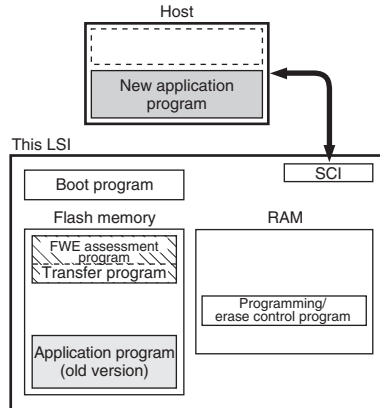 Host
New application
program
This LSI
SCI
Boot program
Flash memory
RAM
FWE assessment
program
Transfer program
Programming/
erase control program
Application program
(old version)